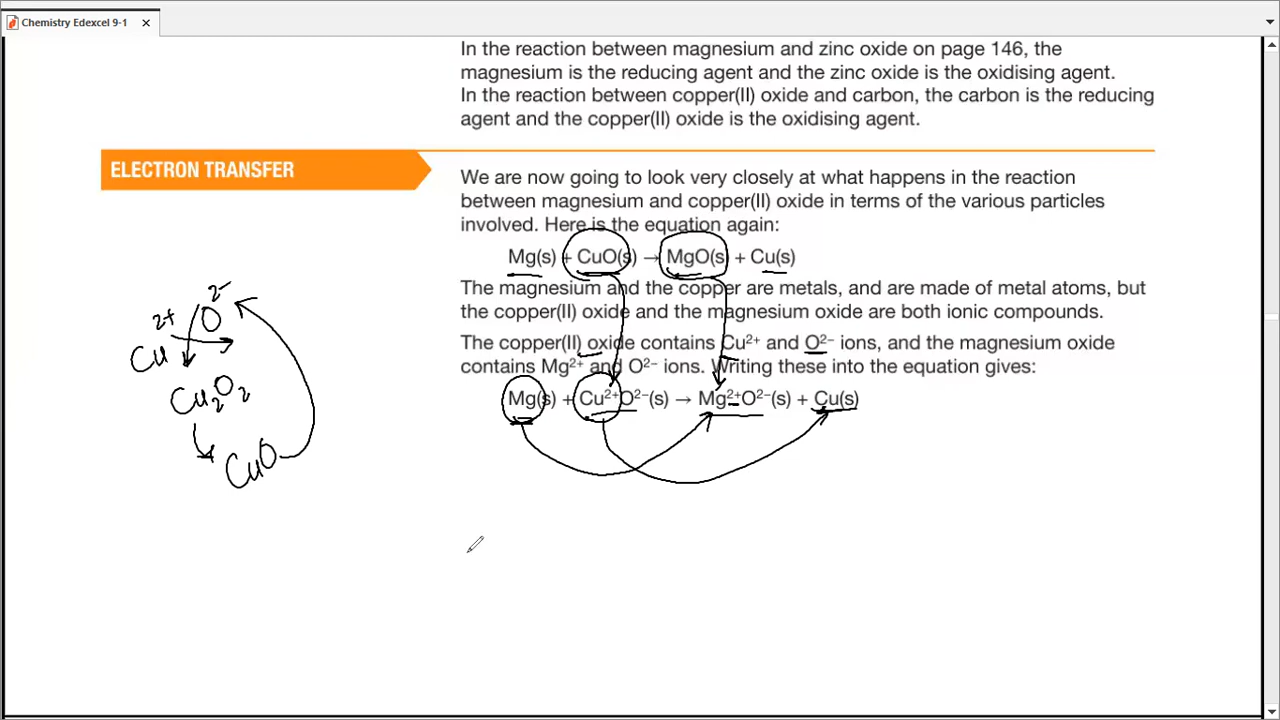 Chemistry Edexcel 9-1
In the reaction between magnesium and zinc oxide on page 146, the
magnesium is the reducing agent and the zinc oxide is the oxidising agent.
In the reaction between copper(II) oxide and carbon, the carbon is the reducing
agent and the copper(II) oxide is the oxidising agent.
ELECTRON TRANSFER
We are now going to look very closely at what happens in the reaction
between magnesium and copper(II) oxide in terms of the various particles
involved. Here is the equation again:
Mg(s) + CuO(s) → MgO(s) + Cu(s)
The magnesium and the copper are metals, and are made of metal atoms, but
the copper(II) oxide and the magnesium oxide are both ionic compounds.
The copper(II) oxide contains Cu²⁺ and O²⁻ ions, and the magnesium oxide
contains Mg²⁺ and O²⁻ ions. Writing these into the equation gives:
Mg(s) + Cu²⁺O²⁻(s) → Mg²⁺O²⁻(s) + Cu(s)
Cu²⁺ O²⁻
Cu₂O₂
CuO